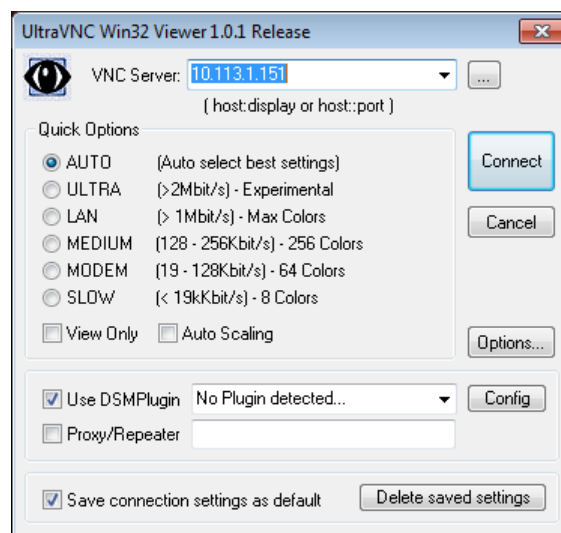 UltraVNC Win32 Viewer 1.0.1 Release
VNC Server: 10.113.1.151 ...
( host:display or host::port )
Quick Options
AUTO (Auto select best settings)
ULTRA (>2Mbit/s) - Experimental
LAN (> 1Mbit/s) - Max Colors
MEDIUM (128 - 256Kbit/s) - 256 Colors
MODEM (19 - 128Kbit/s) - 64 Colors
SLOW (< 19kKbit/s) - 8 Colors
View Only Auto Scaling
Connect
Cancel
Options...
Use DSMPlugin No Plugin detected... Config
Proxy/Repeater
Save connection settings as default Delete saved settings